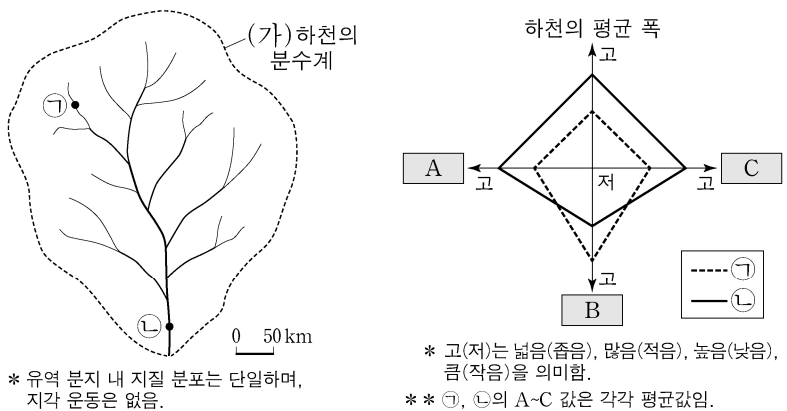 (가)하천의
분수계
㉠
㉡
0 50km
* 유역 분지 내 지질 분포는 단일하며,
지각 운동은 없음.
하천의 평균 폭
고
A
고
저
고
C
고
B
㉠
㉡
* 고(저)는 넓음(좁음), 많음(적음), 높음(낮음),
큼(작음)을 의미함.
** ㉠, ㉡의 A~C 값은 각각 평균값임.